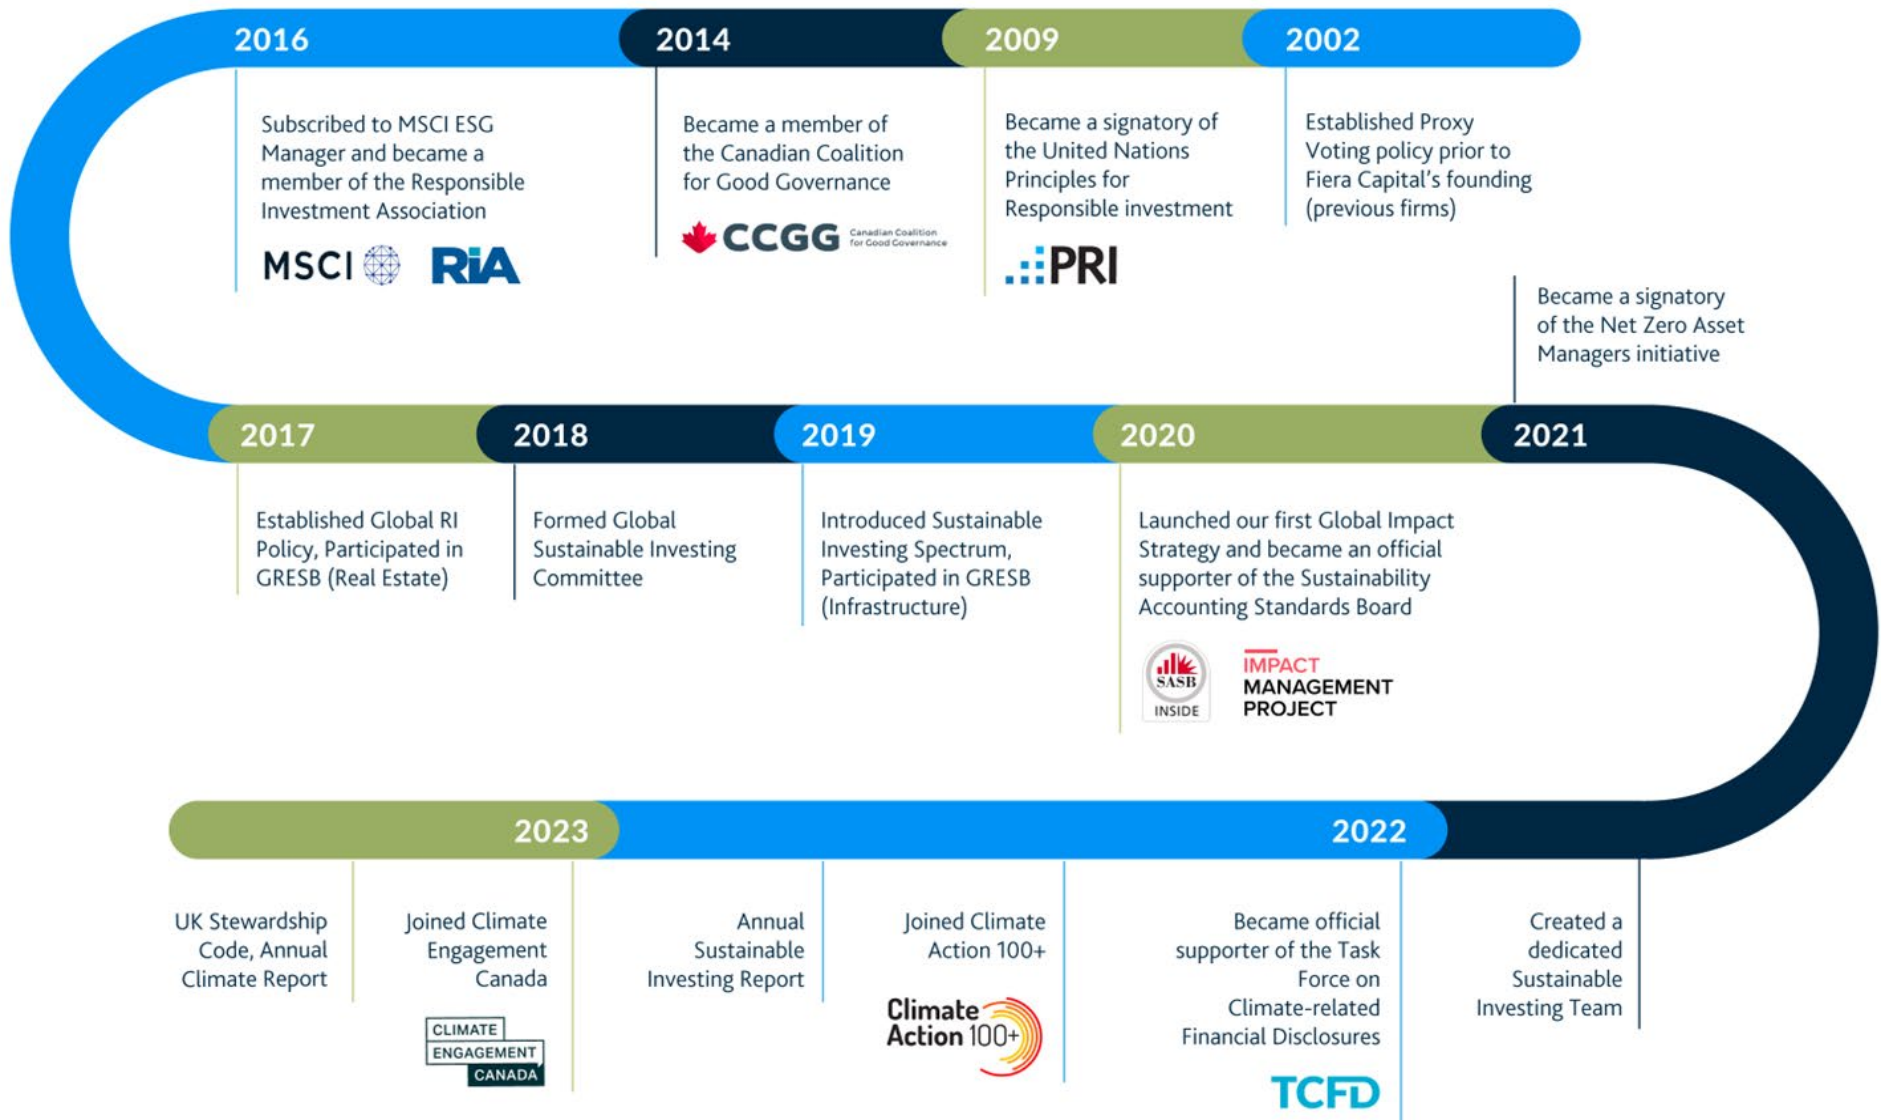 2016
Subscribed to MSCI ESG
Manager and became a
member of the Responsible
Investment Association
MSCI
RiA
2014
Became a member of
the Canadian Coalition
for Good Governance
CCGG
Canadian Coalition
for Good Governance
2009
Became a signatory of
the United Nations
Principles for
Responsible investment
PRI
2002
Established Proxy
Voting policy prior to
Fiera Capital's founding
(previous firms)
2017
Established Global RI
Policy, Participated in
GRESB (Real Estate)
2018
Formed Global
Sustainable Investing
Committee
2019
Introduced Sustainable
Investing Spectrum,
Participated in GRESB
(Infrastructure)
2020
Launched our first Global Impact
Strategy and became an official
supporter of the Sustainability
Accounting Standards Board
SASB
INSIDE
IMPACT
MANAGEMENT
PROJECT
Became a signatory
of the Net Zero Asset
Managers initiative
2021
2023
UK Stewardship
Code, Annual
Climate Report
Joined Climate
Engagement
Canada
CLIMATE
ENGAGEMENT
CANADA
2022
Annual
Sustainable
Investing Report
Joined Climate
Action 100+
Climate
Action 100+
Became official
supporter of the Task
Force on
Climate-related
Financial Disclosures
TCFD
Created a
dedicated
Sustainable
Investing Team